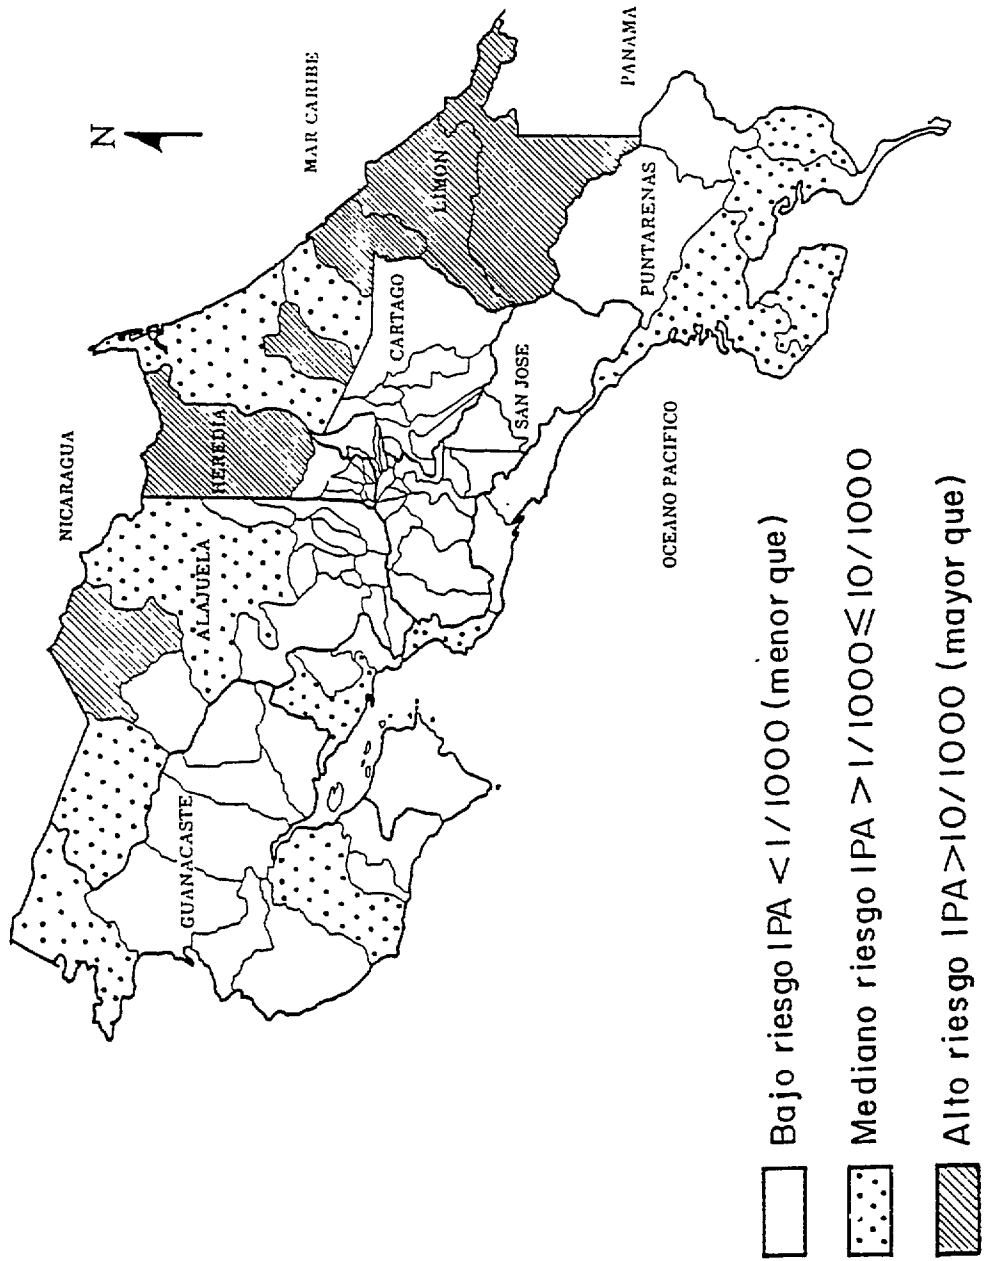 N
MAR CARIBE
PANAMA
NICARAGUA
LIMON
HEREDIA
CARTAGO
PUNTARENAS
ALAJUELA
SAN JOSE
GUANACASTE
OCEANO PACIFICO
Bajo riesgo IPA <1/1000 (menor que)
Mediano riesgo IPA >1/1000≤10/1000
Alto riesgo IPA>10/1000 (mayor que)